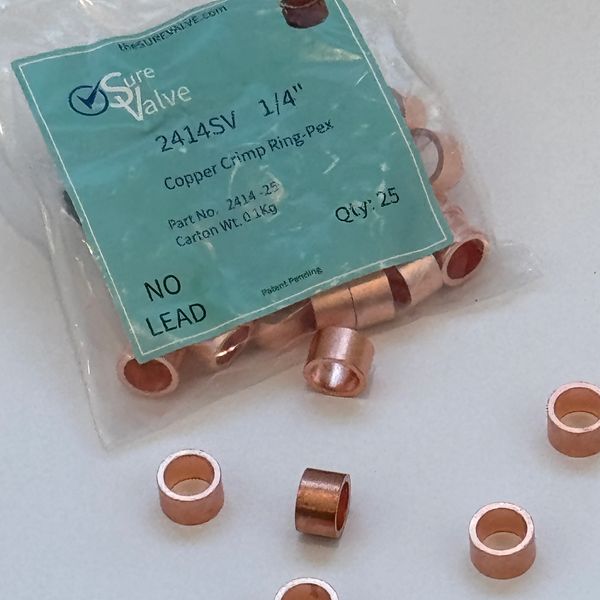 theSUREVALVE.com
Sure
Valve
2414SV 1/4"
Copper Crimp Ring-Pex
Part No. 2414-25
Carton Wt. 0.1Kg
Qty: 25
NO
LEAD
Patent Pending